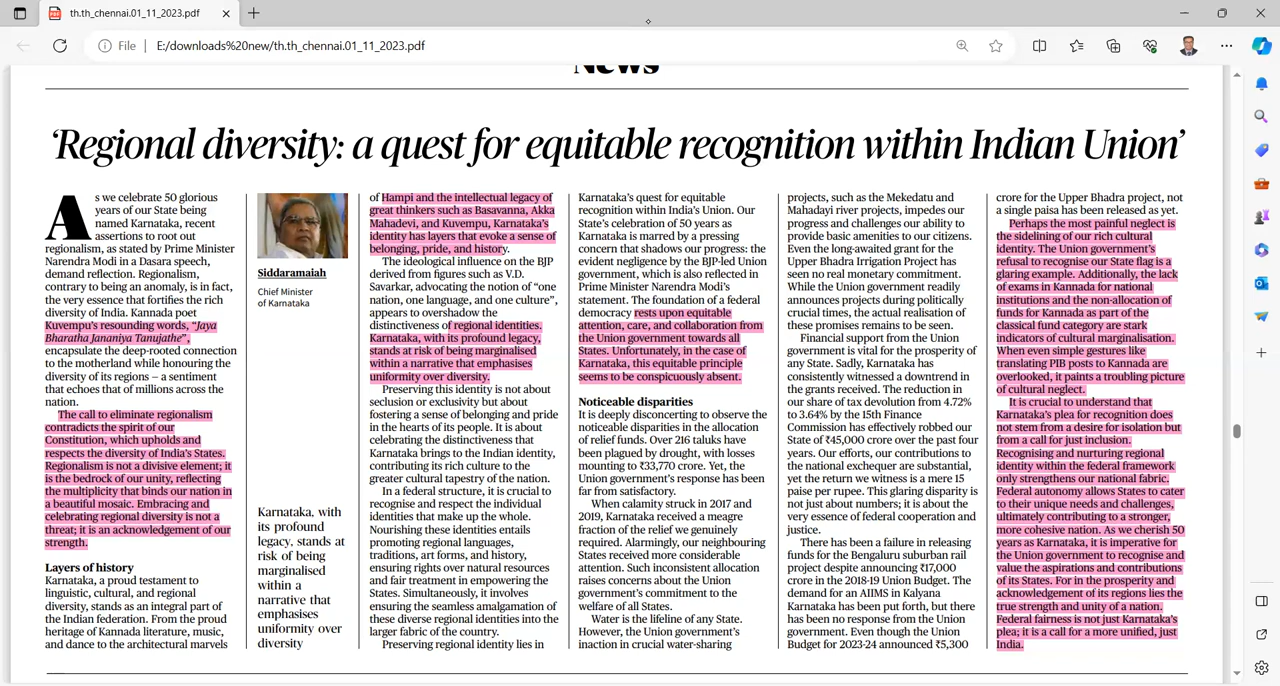 th.th_chennai.01_11_2023.pdf
File
E:/downloads%20new/th.th_chennai.01_11_2023.pdf
News
‘Regional diversity: a quest for equitable recognition within Indian Union’
As we celebrate 50 glorious
years of our State being
named Karnataka, recent
assertions to root out
regionalism, as stated by Prime Minister
Narendra Modi in a Dasara speech,
demand reflection. Regionalism,
contrary to being an anomaly, is in fact,
the very essence that fortifies the rich
diversity of India. Kannada poet
Kuvempu’s resounding words, “Jaya
Bharatha Jananiya Tanujathe”,
encapsulate the deep-rooted connection
to the motherland while honouring the
diversity of its regions – a sentiment
that echoes that of millions across the
nation.
The call to eliminate regionalism
contradicts the spirit of our
Constitution, which upholds and
respects the diversity of India’s States.
Regionalism is not a divisive element; it
is the bedrock of our unity, reflecting
the multiplicity that binds our nation in
a beautiful mosaic. Embracing and
celebrating regional diversity is not a
threat; it is an acknowledgement of our
strength.
Layers of history
Karnataka, a proud testament to
linguistic, cultural, and regional
diversity, stands as an integral part of
the Indian federation. From the proud
heritage of Kannada literature, music,
and dance to the architectural marvels
Siddaramaiah
Chief Minister
of Karnataka
Karnataka, with
its profound
legacy, stands at
risk of being
marginalised
within a
narrative that
emphasises
uniformity over
diversity
of Hampi and the intellectual legacy of
great thinkers such as Basavanna, Akka
Mahadevi, and Kuvempu, Karnataka’s
identity has layers that evoke a sense of
belonging, pride, and history.
The ideological influence on the BJP
derived from figures such as V.D.
Savarkar, advocating the notion of “one
nation, one language, and one culture”,
appears to overshadow the
distinctiveness of regional identities.
Karnataka, with its profound legacy,
stands at risk of being marginalised
within a narrative that emphasises
uniformity over diversity.
Preserving this identity is not about
seclusion or exclusivity but about
fostering a sense of belonging and pride
in the hearts of its people. It is about
celebrating the distinctiveness that
Karnataka brings to the Indian identity,
contributing its rich culture to the
greater cultural tapestry of the nation.
In a federal structure, it is crucial to
recognise and respect the individual
identities that make up the whole.
Nourishing these identities entails
promoting regional languages,
traditions, art forms, and history,
ensuring rights over natural resources
and fair treatment in empowering the
States. Simultaneously, it involves
ensuring the seamless amalgamation of
these diverse regional identities into the
larger fabric of the country.
Preserving regional identity lies in
Karnataka’s quest for equitable
recognition within India’s Union. Our
State’s celebration of 50 years as
Karnataka is marred by a pressing
concern that shadows our progress: the
evident negligence by the BJP-led Union
government, which is also reflected in
Prime Minister Narendra Modi’s
statement. The foundation of a federal
democracy rests upon equitable
attention, care, and collaboration from
the Union government towards all
States. Unfortunately, in the case of
Karnataka, this equitable principle
seems to be conspicuously absent.
Noticeable disparities
It is deeply disconcerting to observe the
noticeable disparities in the allocation
of relief funds. Over 216 taluks have
been plagued by drought, with losses
mounting to ₹33,770 crore. Yet, the
Union government’s response has been
far from satisfactory.
When calamity struck in 2017 and
2019, Karnataka received a meagre
fraction of the relief we genuinely
required. Alarmingly, our neighbouring
States received more considerable
attention. Such inconsistent allocation
raises concerns about the Union
government’s commitment to the
welfare of all States.
Water is the lifeline of any State.
However, the Union government’s
inaction in crucial water-sharing
projects, such as the Mekedatu and
Mahadayi river projects, impedes our
progress and challenges our ability to
provide basic amenities to our citizens.
Even the long-awaited grant for the
Upper Bhadra Irrigation Project has
seen no real monetary commitment.
While the Union government readily
announces projects during politically
crucial times, the actual realisation of
these promises remains to be seen.
Financial support from the Union
government is vital for the prosperity of
any State. Sadly, Karnataka has
consistently witnessed a downtrend in
the grants received. The reduction in
our share of tax devolution from 4.72%
to 3.64% by the 15th Finance
Commission has effectively robbed our
State of ₹45,000 crore over the past four
years. Our efforts, our contributions to
the national exchequer are substantial,
yet the return we witness is a mere 15
paise per rupee. This glaring disparity is
not just about numbers; it is about the
very essence of federal cooperation and
justice.
There has been a failure in releasing
funds for the Bengaluru suburban rail
project despite announcing ₹17,000
crore in the 2018-19 Union Budget. The
demand for an AIIMS in Kalyana
Karnataka has been put forth, but there
has been no response from the Union
government. Even though the Union
Budget for 2023-24 announced ₹5,300
crore for the Upper Bhadra project, not
a single paisa has been released as yet.
Perhaps the most painful neglect is
the sidelining of our rich cultural
identity. The Union government’s
refusal to recognise our State flag is a
glaring example. Additionally, the lack
of exams in Kannada for national
institutions and the non-allocation of
funds for Kannada as part of the
classical fund category are stark
indicators of cultural marginalisation.
When even simple gestures like
translating PIB posts to Kannada are
overlooked, it paints a troubling picture
of cultural neglect.
It is crucial to understand that
Karnataka’s plea for recognition does
not stem from a desire for isolation but
from a call for just inclusion.
Recognising and nurturing regional
identity within the federal framework
only strengthens our national fabric.
Federal autonomy allows States to cater
to their unique needs and challenges,
ultimately contributing to a stronger,
more cohesive nation. As we cherish 50
years as Karnataka, it is imperative for
the Union government to recognise and
value the aspirations and contributions
of its States. For in the prosperity and
acknowledgement of its regions lies the
true strength and unity of a nation.
Federal fairness is not just Karnataka’s
plea; it is a call for a more unified, just
India.